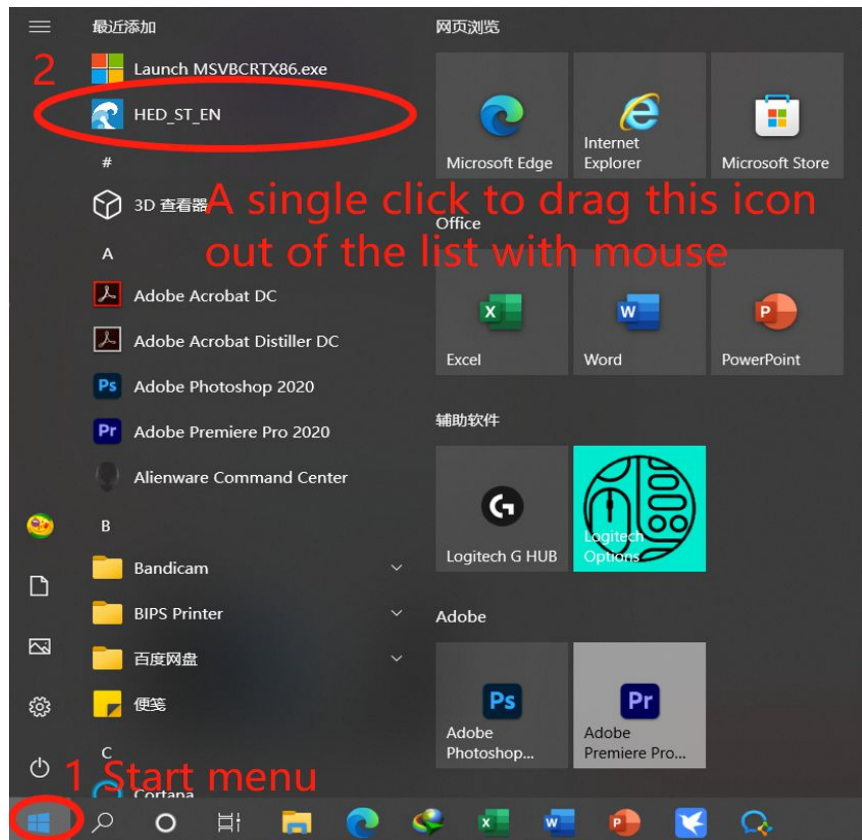 最近添加
2
Launch MSVBCRTX86.exe
HED_ST_EN
#
3D 查看器
A
Adobe Acrobat DC
Adobe Acrobat Distiller DC
Ps
Adobe Photoshop 2020
Pr
Adobe Premiere Pro 2020
Alienware Command Center
B
Bandicam
BIPS Printer
百度网盘
便笺
C
Cortana
网页浏览
Microsoft Edge
Internet
Explorer
Microsoft Store
A single click to drag this icon
out of the list with mouse
Office
X
Excel
W
Word
P
PowerPoint
辅助软件
G
Logitech G HUB
Logitech
Options
Adobe
Ps
Adobe
Photoshop...
Pr
Adobe
Premiere Pro...
1 Start menu
X
W
P